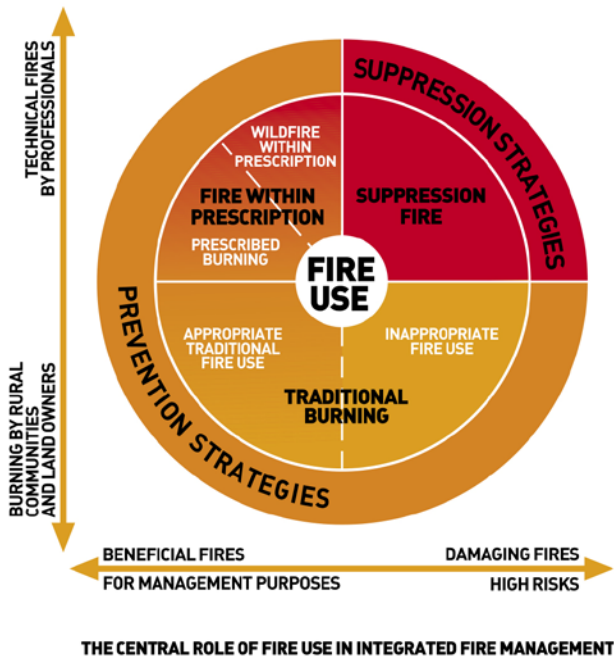 TECHNICAL FIRES
BY PROFESSIONALS
SUPPRESSION STRATEGIES
WILDFIRE
WITHIN
PRESCRIPTION
FIRE WITHIN
PRESCRIPTION
PRESCRIBED
BURNING
SUPPRESSION
FIRE
FIRE
USE
APPROPRIATE
TRADITIONAL
FIRE USE
INAPPROPRIATE
FIRE USE
TRADITIONAL
BURNING
PREVENTION STRATEGIES
BURNING BY RURAL
COMMUNITIES
AND LAND OWNERS
BENEFICIAL FIRES
DAMAGING FIRES
FOR MANAGEMENT PURPOSES
HIGH RISKS
THE CENTRAL ROLE OF FIRE USE IN INTEGRATED FIRE MANAGEMENT